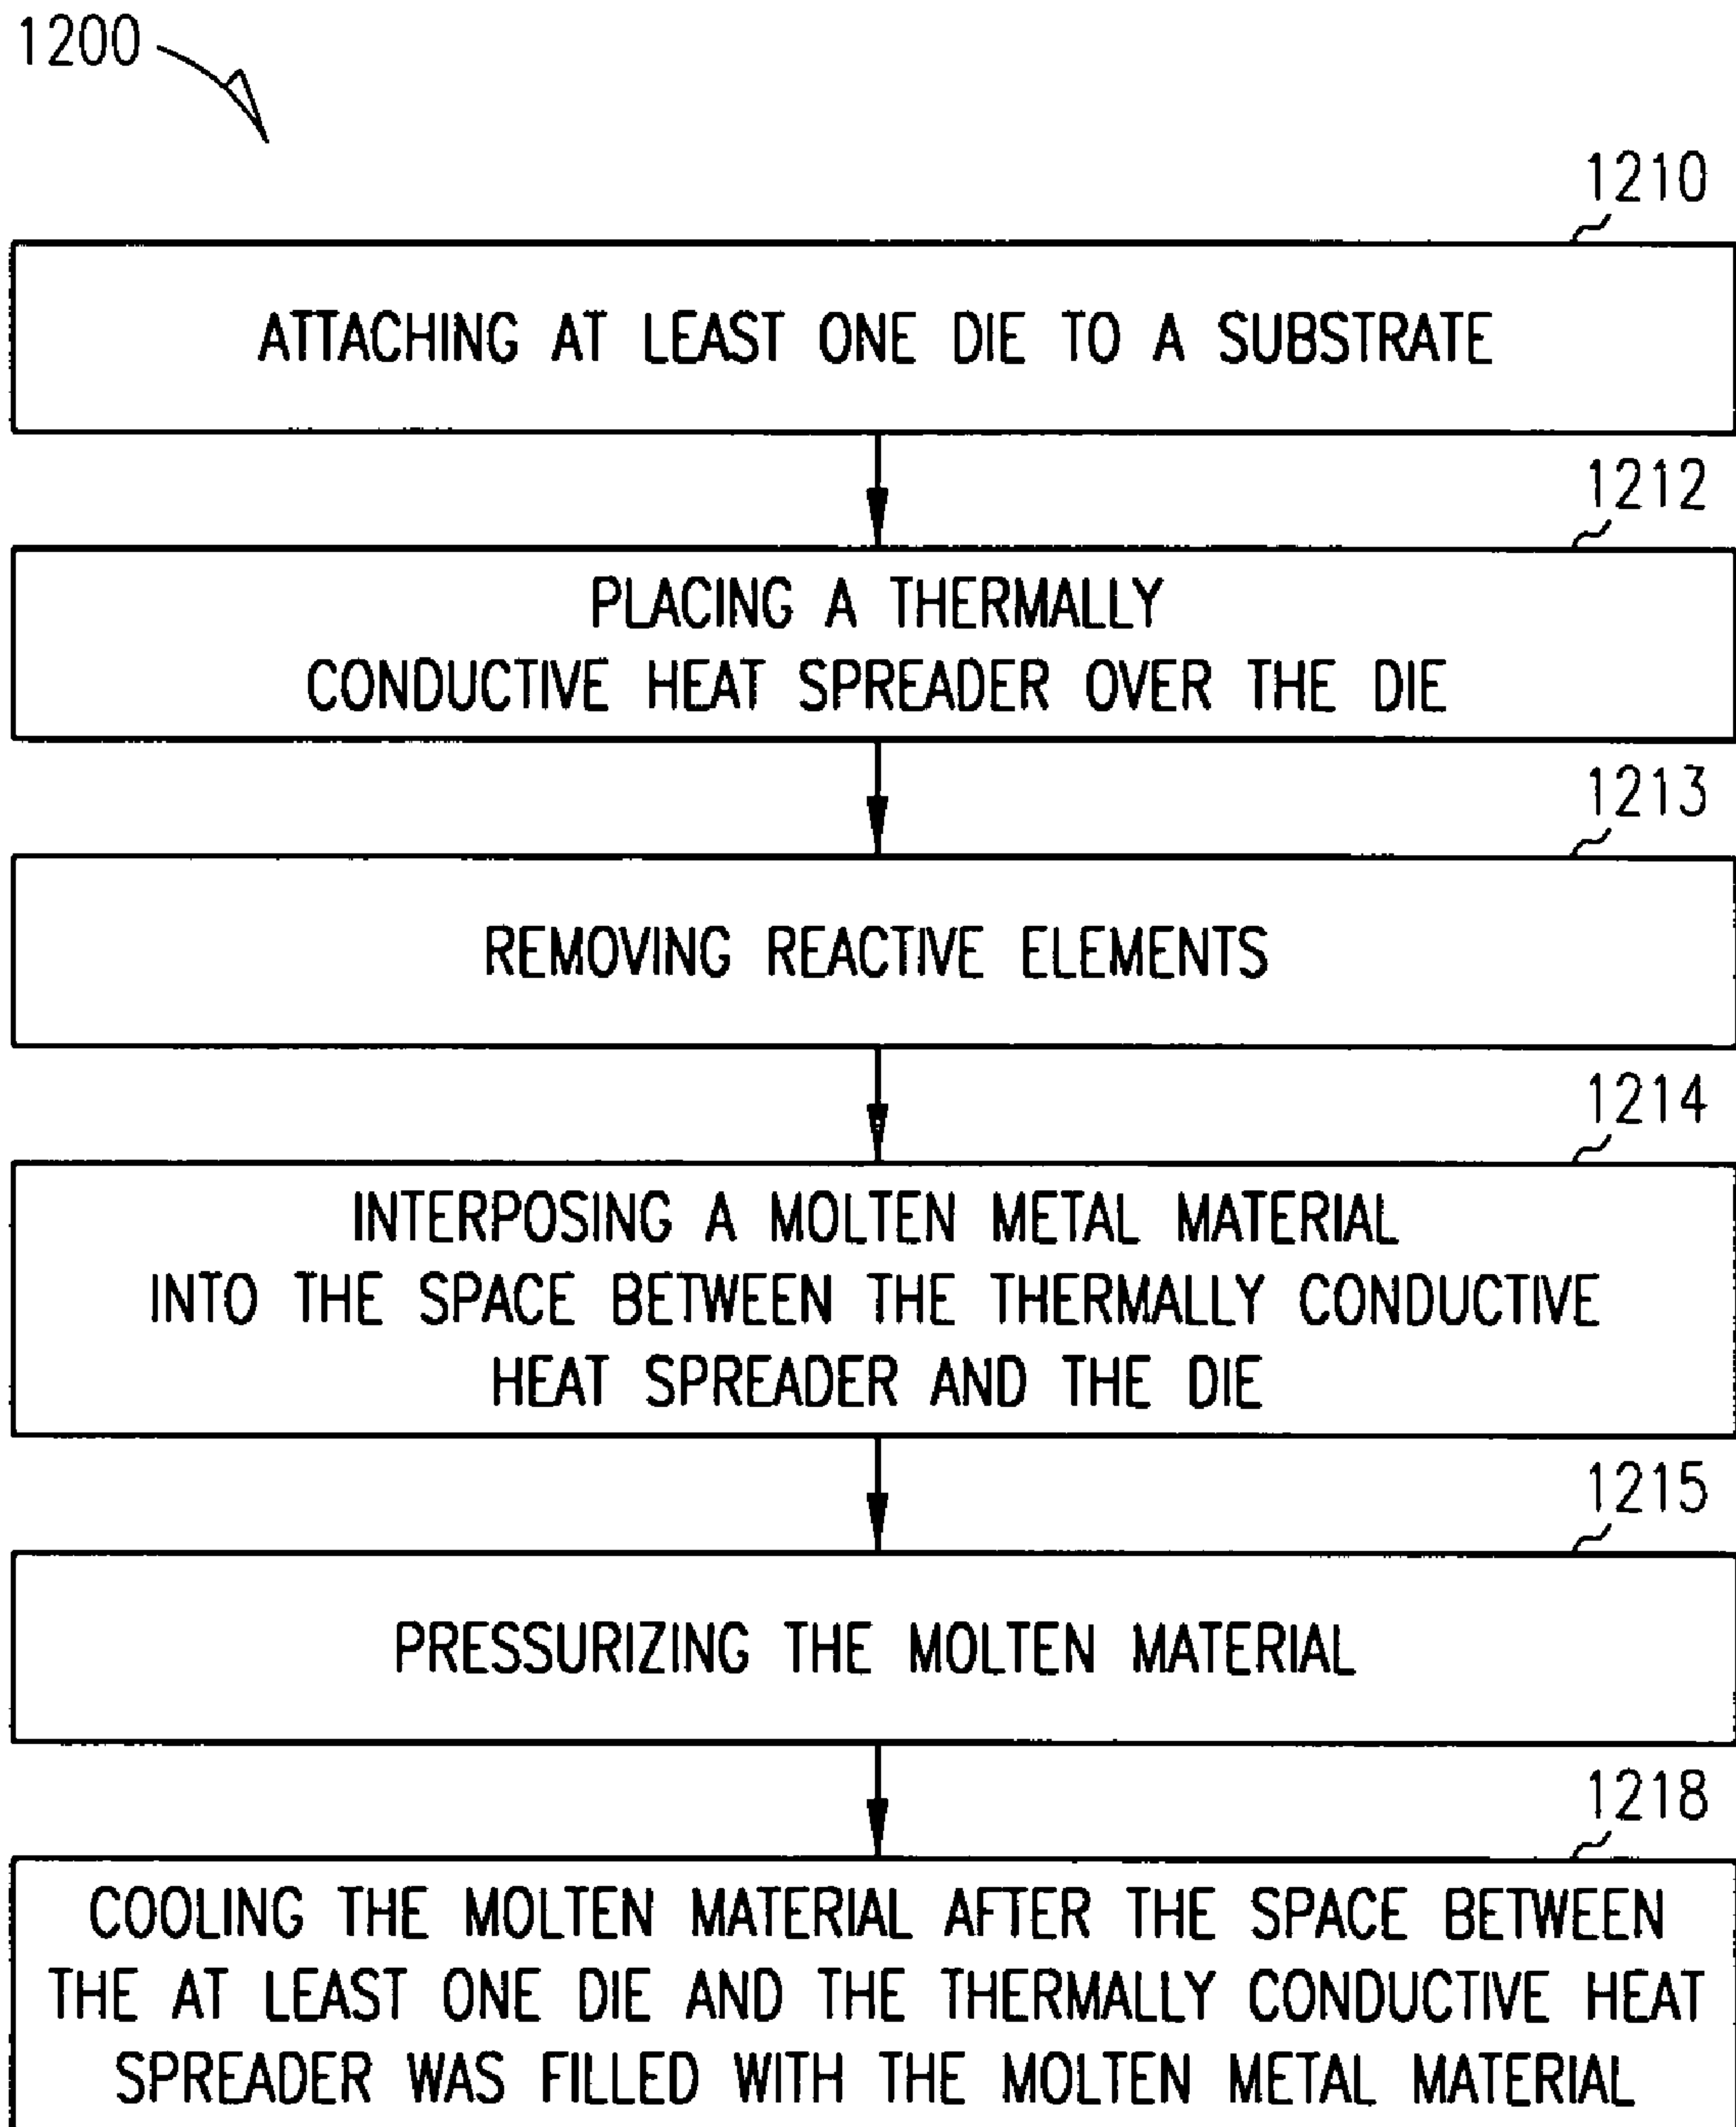 1200
1210
ATTACHING AT LEAST ONE DIE TO A SUBSTRATE
1212
PLACING A THERMALLY
CONDUCTIVE HEAT SPREADER OVER THE DIE
1213
REMOVING REACTIVE ELEMENTS
1214
INTERPOSING A MOLTEN METAL MATERIAL
INTO THE SPACE BETWEEN THE THERMALLY CONDUCTIVE
HEAT SPREADER AND THE DIE
1215
PRESSURIZING THE MOLTEN MATERIAL
1218
COOLING THE MOLTEN MATERIAL AFTER THE SPACE BETWEEN
THE AT LEAST ONE DIE AND THE THERMALLY CONDUCTIVE HEAT
SPREADER WAS FILLED WITH THE MOLTEN METAL MATERIAL